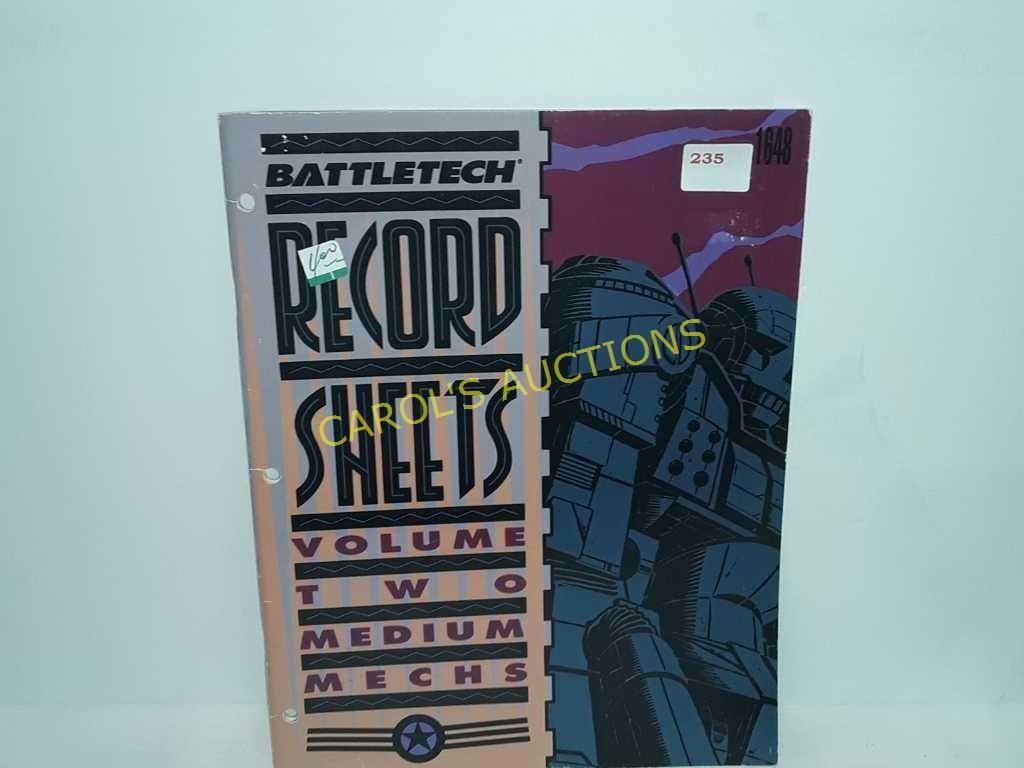 BATTLETECH®
RECORD
SHEETS
VOLUME
TWO
MEDIUM
MECHS
235
1648
CAROL'S AUCTIONS